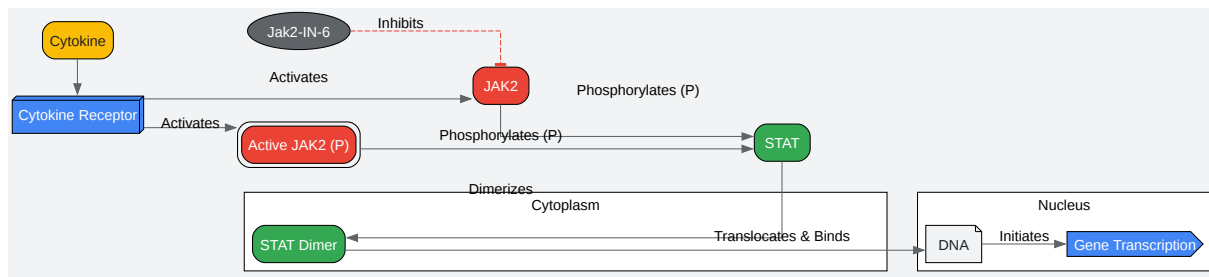 Inhibits
Jak2-IN-6
Cytokine
Activates
JAK2
Phosphorylates (P)
Cytokine Receptor
Activates
Phosphorylates (P)
Active JAK2 (P)
STAT
Dimerizes
Cytoplasm
Nucleus
STAT Dimer
Translocates & Binds
DNA
Initiates
Gene Transcription